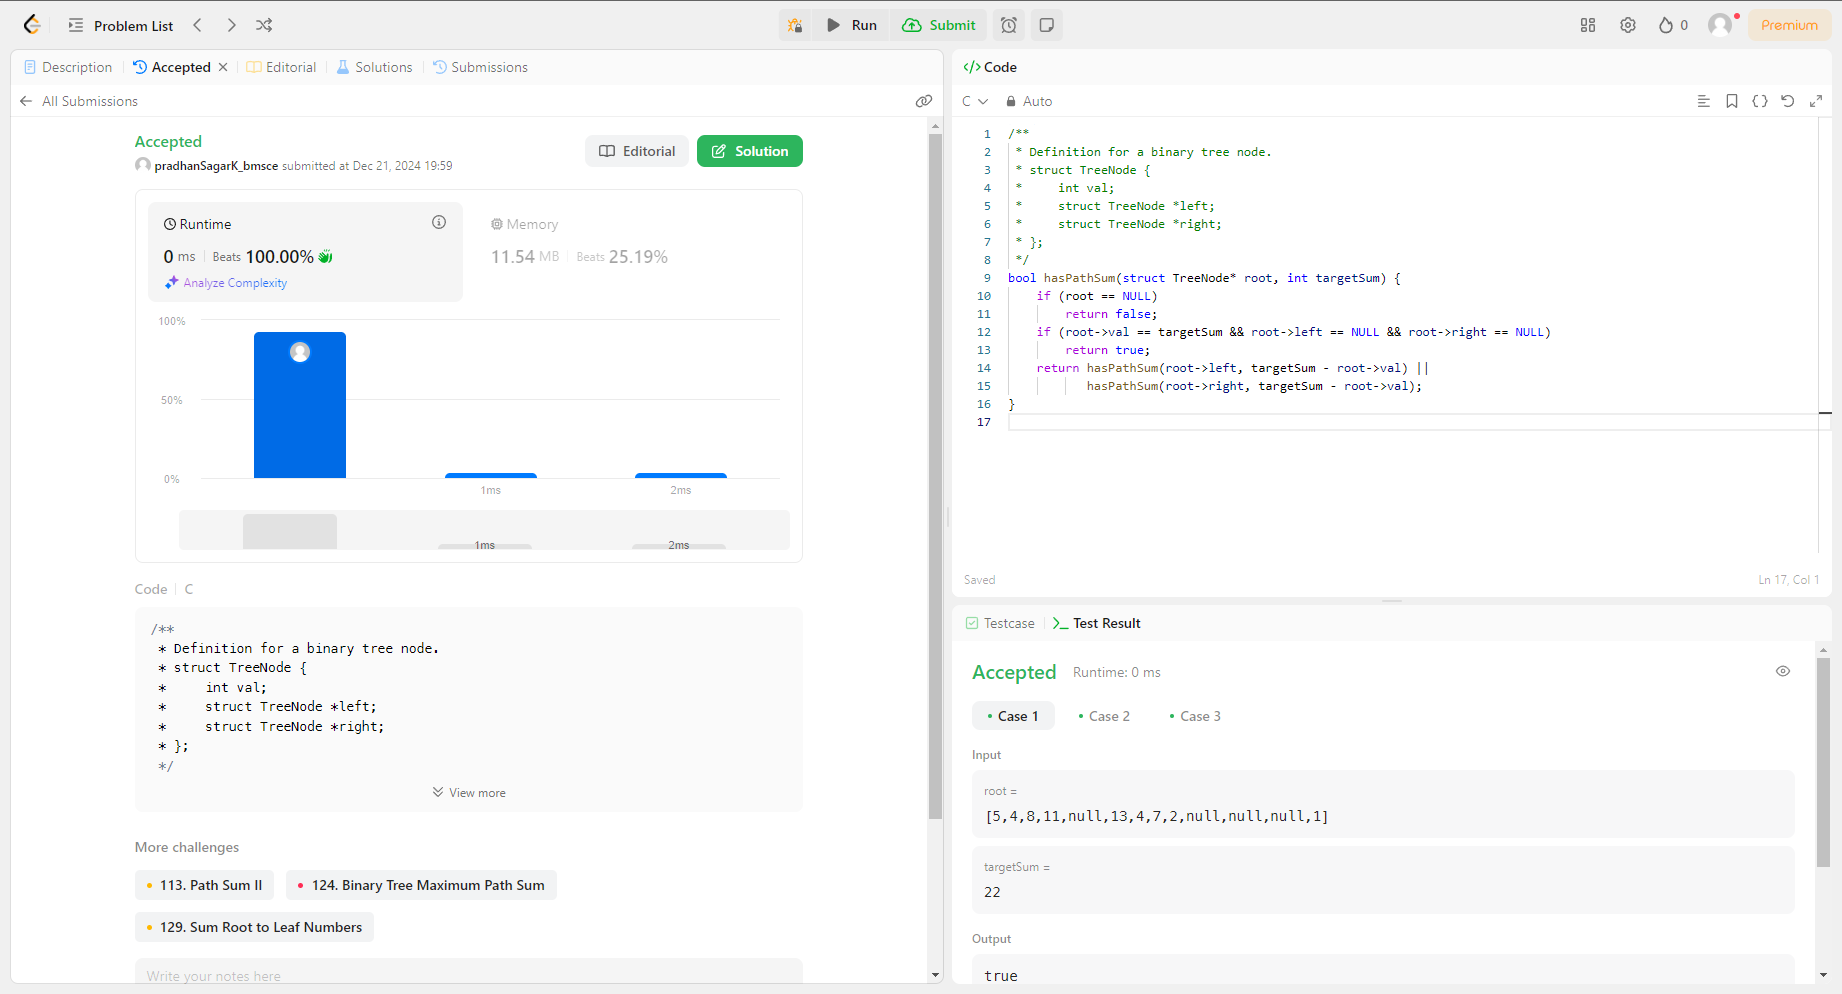 Problem List
Run
Submit
0
Premium
Description
Accepted
Editorial
Solutions
Submissions
All Submissions
Accepted
pradhanSagarK_bmsce submitted at Dec 21, 2024 19:59
Editorial
Solution
Runtime
0 ms
Beats 100.00%
Analyze Complexity
Memory
11.54 MB
Beats 25.19%
100%
50%
0%
1ms
2ms
1ms
2ms
Code
C
/**
* Definition for a binary tree node.
* struct TreeNode {
*     int val;
*     struct TreeNode *left;
*     struct TreeNode *right;
* };
*/
View more
More challenges
113. Path Sum II
124. Binary Tree Maximum Path Sum
129. Sum Root to Leaf Numbers
Write your notes here
</> Code
C
Auto
1 /**
2 * Definition for a binary tree node.
3 * struct TreeNode {
4 *     int val;
5 *     struct TreeNode *left;
6 *     struct TreeNode *right;
7 * };
8 */
9 bool hasPathSum(struct TreeNode* root, int targetSum) {
10     if (root == NULL)
11         return false;
12     if (root->val == targetSum && root->left == NULL && root->right == NULL)
13         return true;
14     return hasPathSum(root->left, targetSum - root->val) ||
15            hasPathSum(root->right, targetSum - root->val);
16 }
17
Saved
Ln 17, Col 1
Testcase
Test Result
Accepted
Runtime: 0 ms
Case 1
Case 2
Case 3
Input
root =
[5,4,8,11,null,13,4,7,2,null,null,null,1]
targetSum =
22
Output
true